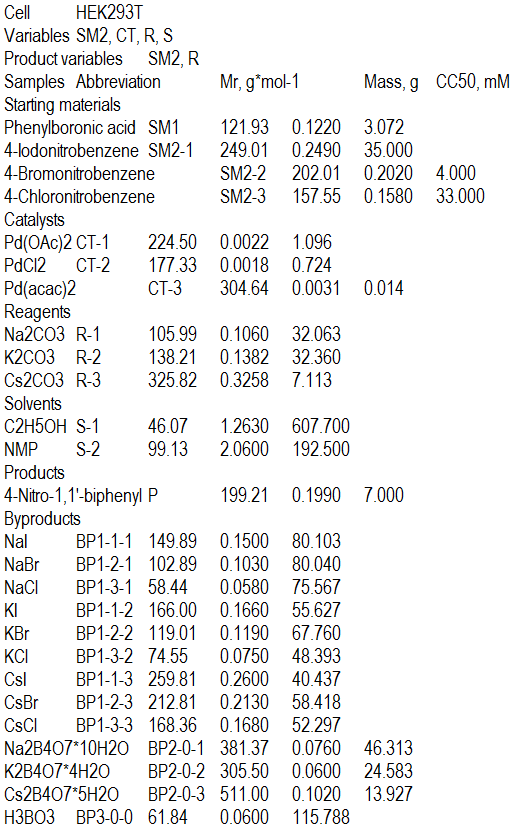 Cell HEK293T
Variables SM2, CT, R, S
Product variables SM2, R
Samples Abbreviation Mr, g*mol-1 Mass, g CC50, mM
Starting materials
Phenylboronic acid SM1 121.93 0.1220 3.072
4-Iodonitrobenzene SM2-1 249.01 0.2490 35.000
4-Bromonitrobenzene SM2-2 202.01 0.2020 4.000
4-Chloronitrobenzene SM2-3 157.55 0.1580 33.000
Catalysts
Pd(OAc)2 CT-1 224.50 0.0022 1.096
PdCl2 CT-2 177.33 0.0018 0.724
Pd(acac)2 CT-3 304.64 0.0031 0.014
Reagents
Na2CO3 R-1 105.99 0.1060 32.063
K2CO3 R-2 138.21 0.1382 32.360
Cs2CO3 R-3 325.82 0.3258 7.113
Solvents
C2H5OH S-1 46.07 1.2630 607.700
NMP S-2 99.13 2.0600 192.500
Products
4-Nitro-1,1'-biphenyl P 199.21 0.1990 7.000
Byproducts
NaI BP1-1-1 149.89 0.1500 80.103
NaBr BP1-2-1 102.89 0.1030 80.040
NaCl BP1-3-1 58.44 0.0580 75.567
KI BP1-1-2 166.00 0.1660 55.627
KBr BP1-2-2 119.01 0.1190 67.760
KCl BP1-3-2 74.55 0.0750 48.393
CsI BP1-1-3 259.81 0.2600 40.437
CsBr BP1-2-3 212.81 0.2130 58.418
CsCl BP1-3-3 168.36 0.1680 52.297
Na2B4O7*10H2O BP2-0-1 381.37 0.0760 46.313
K2B4O7*4H2O BP2-0-2 305.50 0.0600 24.583
Cs2B4O7*5H2O BP2-0-3 511.00 0.1020 13.927
H3BO3 BP3-0-0 61.84 0.0600 115.788